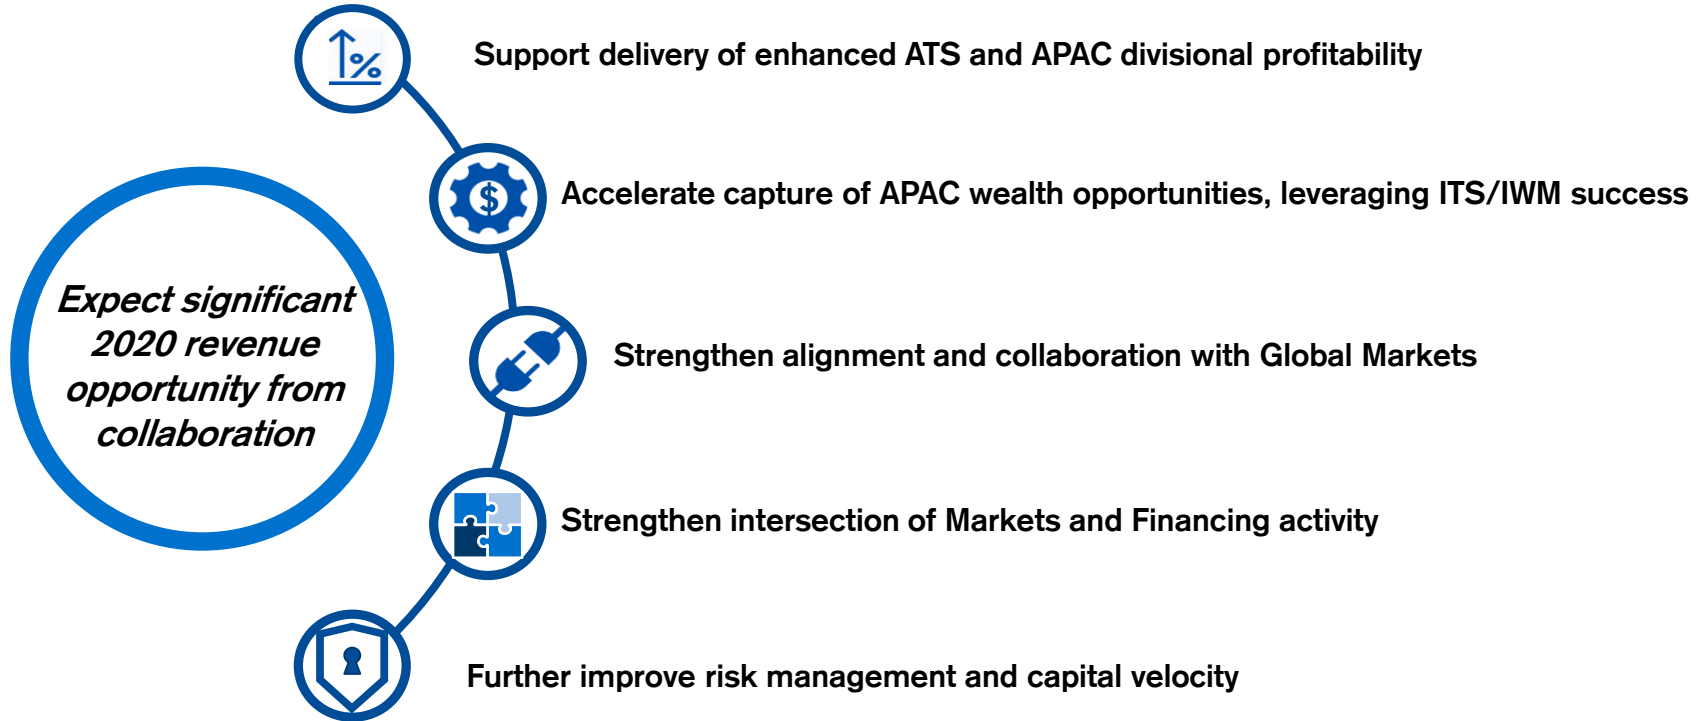 Support delivery of enhanced ATS and APAC divisional profitability
Accelerate capture of APAC wealth opportunities, leveraging ITS/IWM success
Expect significant
2020 revenue
opportunity from
collaboration
Strengthen alignment and collaboration with Global Markets
Strengthen intersection of Markets and Financing activity
Further improve risk management and capital velocity
%
$